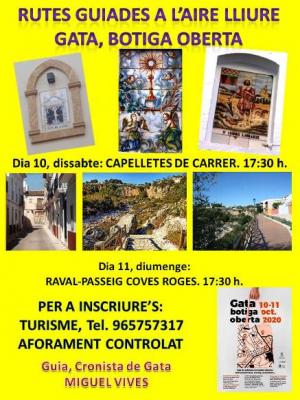 RUTES GUIADES A L'AIRE LLIURE
GATA, BOTIGA OBERTA
Dia 10, dissabte: CAPELLETES DE CARRER. 17:30 h.
Dia 11, diumenge:
RAVAL-PASSEIG COVES ROGES. 17:30 h.
PER A INSCRIURE'S:
TURISME, Tel. 965757317
AFORAMENT CONTROLAT
Guia, Cronista de Gata
MIGUEL VIVES
Gata 10-11
botiga oct.
oberta 2020